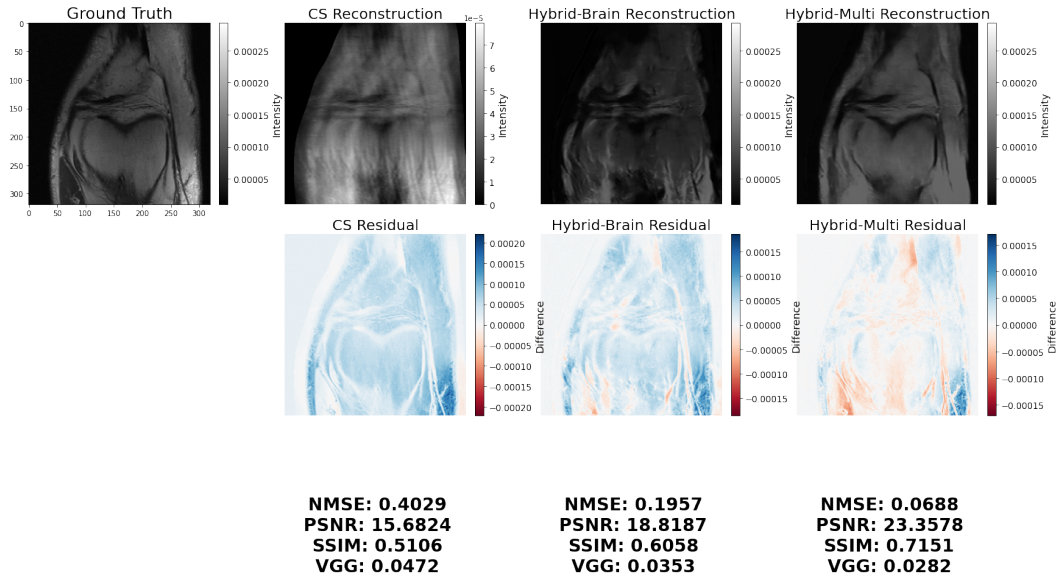 Ground Truth
CS Reconstruction
Hybrid-Brain Reconstruction
Hybrid-Multi Reconstruction
0
50
100
150
200
250
300
0 50 100 150 200 250 300
0.00025
0.00020
0.00015
0.00010
0.00005
Intensity
1e−5
7
6
5
4
3
2
1
0
Intensity
0.00025
0.00020
0.00015
0.00010
0.00005
Intensity
0.00025
0.00020
0.00015
0.00010
0.00005
Intensity
CS Residual
Hybrid-Brain Residual
Hybrid-Multi Residual
0.00020
0.00015
0.00010
0.00005
0.00000
−0.00005
−0.00010
−0.00015
−0.00020
Difference
0.00015
0.00010
0.00005
0.00000
−0.00005
−0.00010
−0.00015
Difference
0.00015
0.00010
0.00005
0.00000
−0.00005
−0.00010
−0.00015
Difference
NMSE: 0.4029
PSNR: 15.6824
SSIM: 0.5106
VGG: 0.0472
NMSE: 0.1957
PSNR: 18.8187
SSIM: 0.6058
VGG: 0.0353
NMSE: 0.0688
PSNR: 23.3578
SSIM: 0.7151
VGG: 0.0282